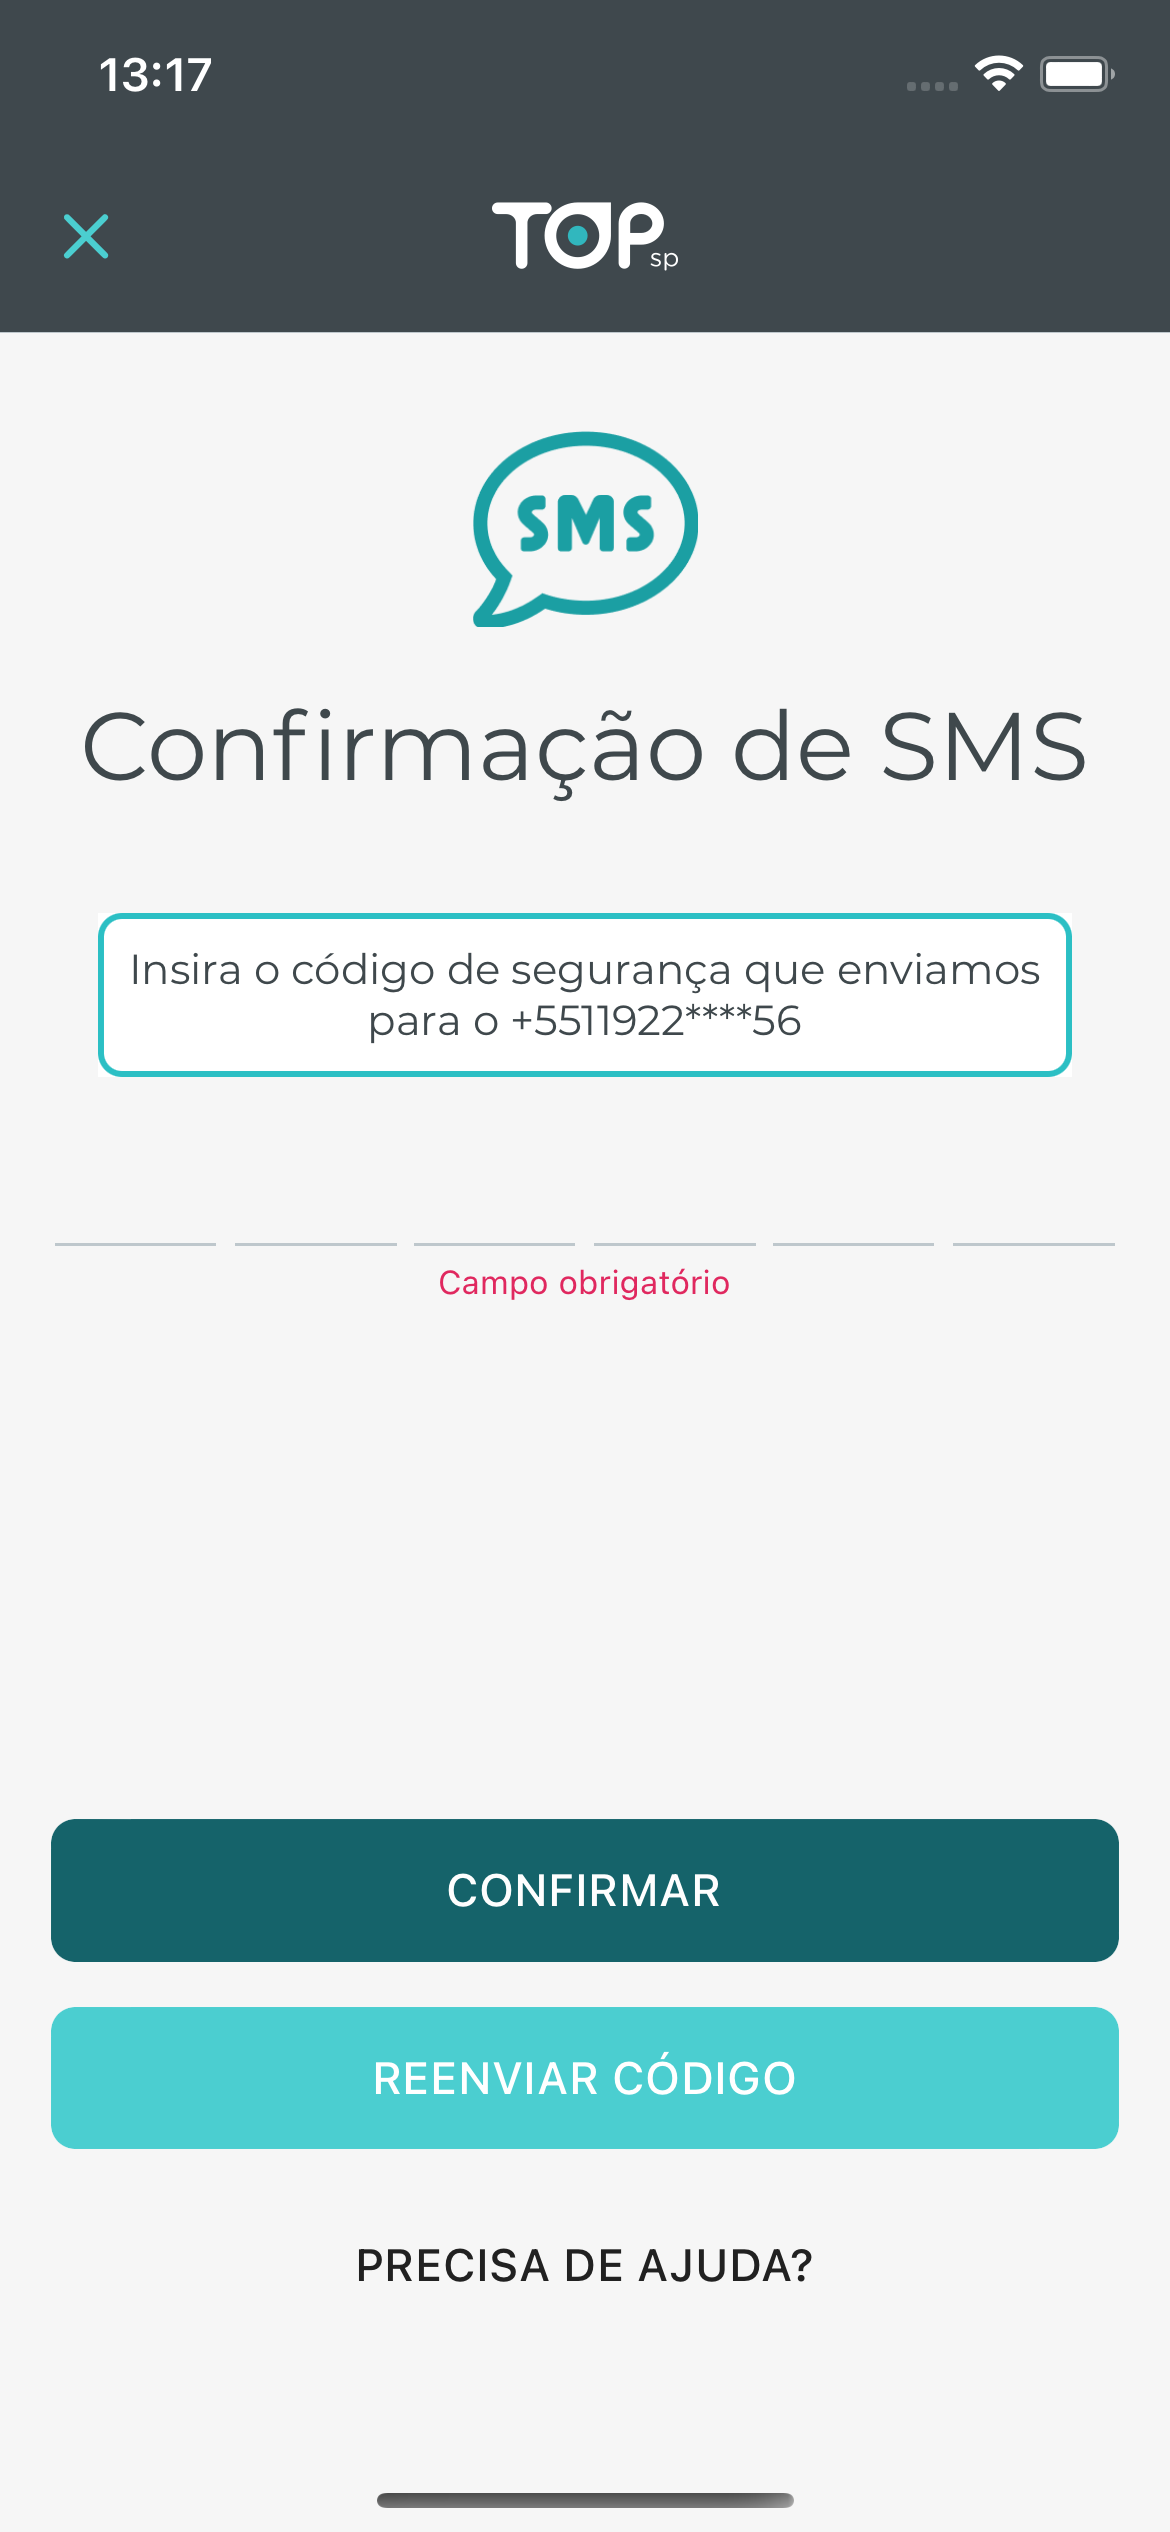 13:17
TOP
sp
SMS
Confirmação de SMS
Insira o código de segurança que enviamos
para o +5511922****56
Campo obrigatório
CONFIRMAR
REENVIAR CÓDIGO
PRECISA DE AJUDA?